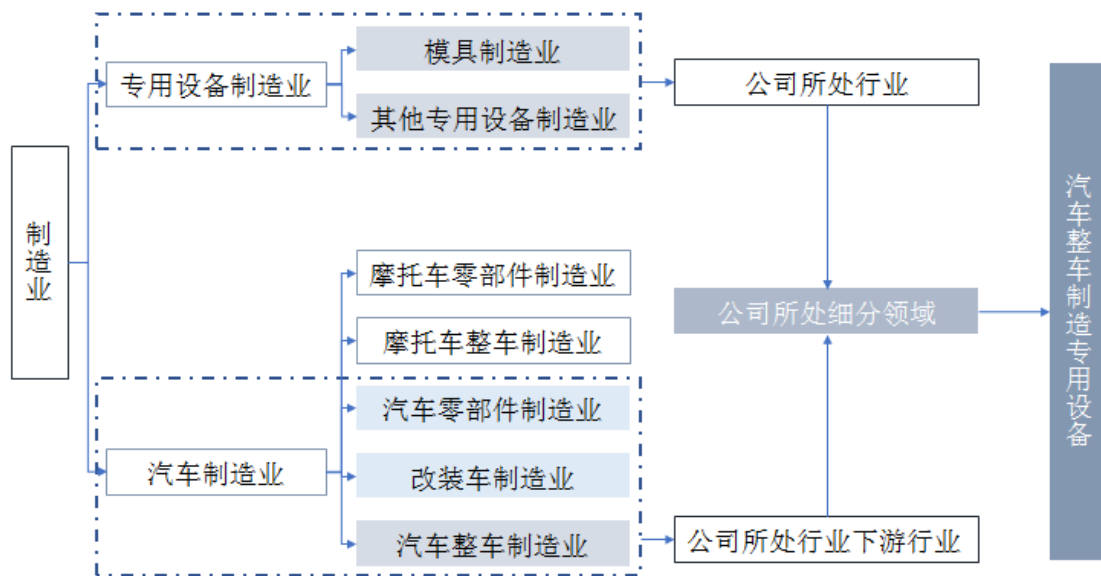 模具制造业
专用设备制造业
公司所处行业
其他专用设备制造业
制造业
摩托车零部件制造业
公司所处细分领域
摩托车整车制造业
汽车零部件制造业
汽车制造业
改装车制造业
汽车整车制造业
公司所处行业下游行业
汽车整车制造专用设备